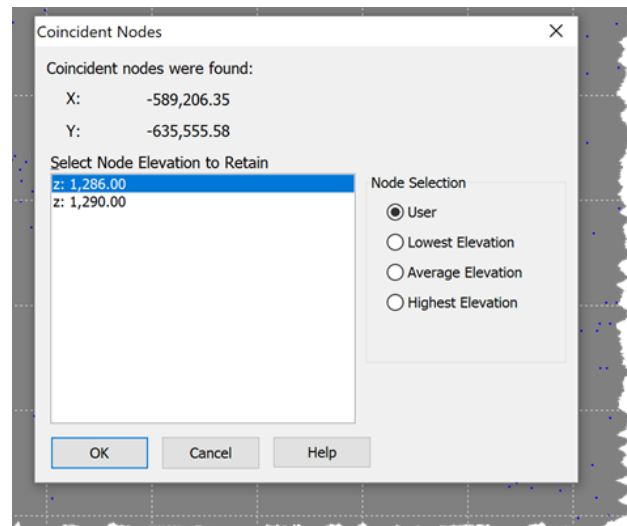 Coincident Nodes
Coincident nodes were found:
X: -589,206.35
Y: -635,555.58
Select Node Elevation to Retain
z: 1,286.00
z: 1,290.00
Node Selection
User
Lowest Elevation
Average Elevation
Highest Elevation
OK Cancel Help